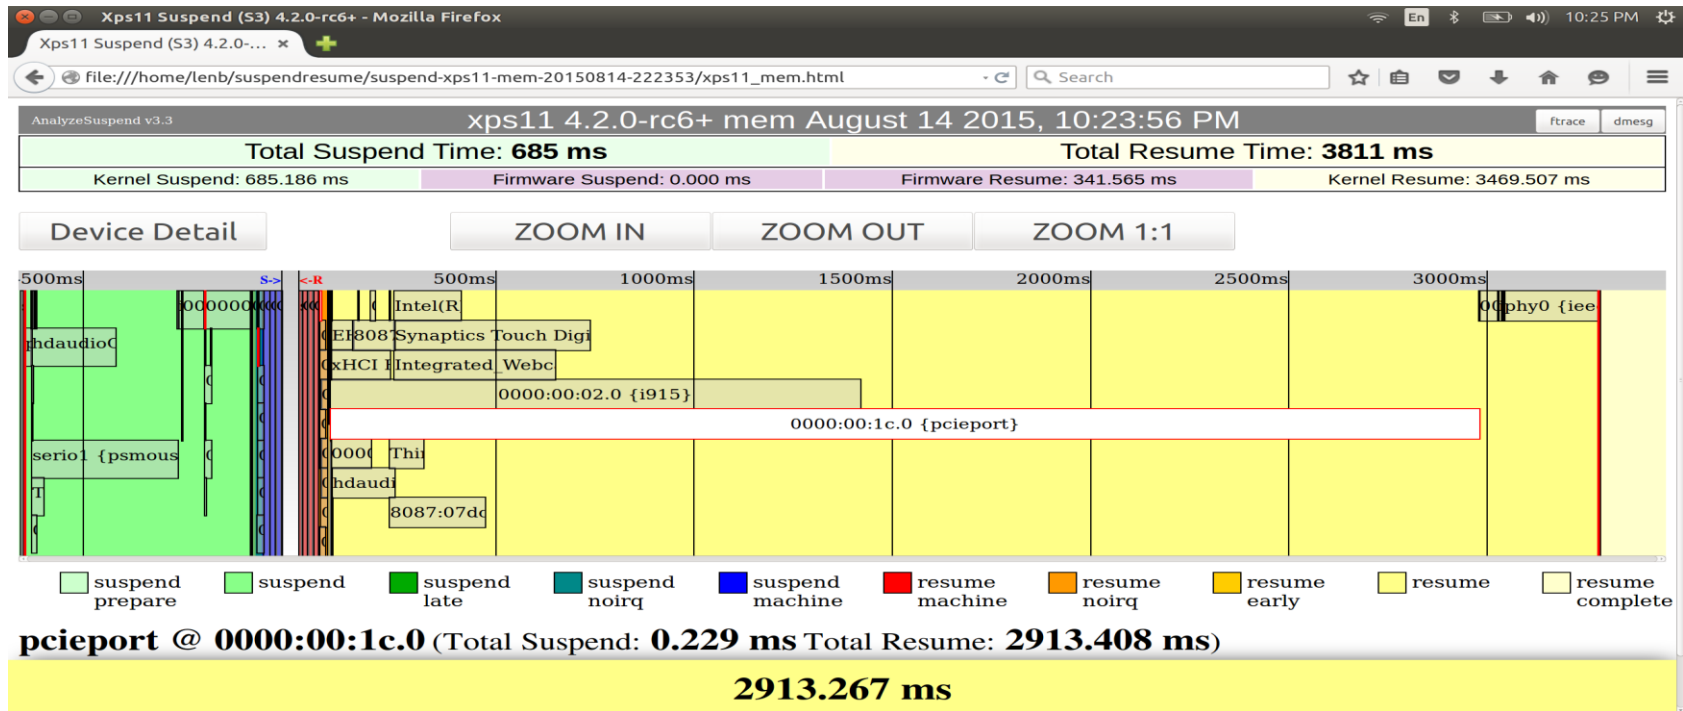 Xps11 Suspend (S3) 4.2.0-rc6+ - Mozilla Firefox
En
10:25 PM
Xps11 Suspend (S3) 4.2.0-... ×
file:///home/lenb/suspendresume/suspend-xps11-mem-20150814-222353/xps11_mem.html
Search
AnalyzeSuspend v3.3
xps11 4.2.0-rc6+ mem August 14 2015, 10:23:56 PM
ftrace
dmesg
Total Suspend Time: 685 ms
Total Resume Time: 3811 ms
Kernel Suspend: 685.186 ms
Firmware Suspend: 0.000 ms
Firmware Resume: 341.565 ms
Kernel Resume: 3469.507 ms
Device Detail
ZOOM IN
ZOOM OUT
ZOOM 1:1
-500ms
S->
<-R
500ms
1000ms
1500ms
2000ms
2500ms
3000ms
Intel(R
phy0 {iee
hdaudioC
8087
Synaptics Touch Digi
xHCI
Integrated_Webc
0000:00:02.0 {i915}
0000:00:1c.0 {pcieport}
serio1 {psmous
Thi
hdaudi
8087:07dc
suspend prepare
suspend
suspend late
suspend noirq
suspend machine
resume machine
resume noirq
resume early
resume
resume complete
pcieport @ 0000:00:1c.0 (Total Suspend: 0.229 ms Total Resume: 2913.408 ms)
2913.267 ms